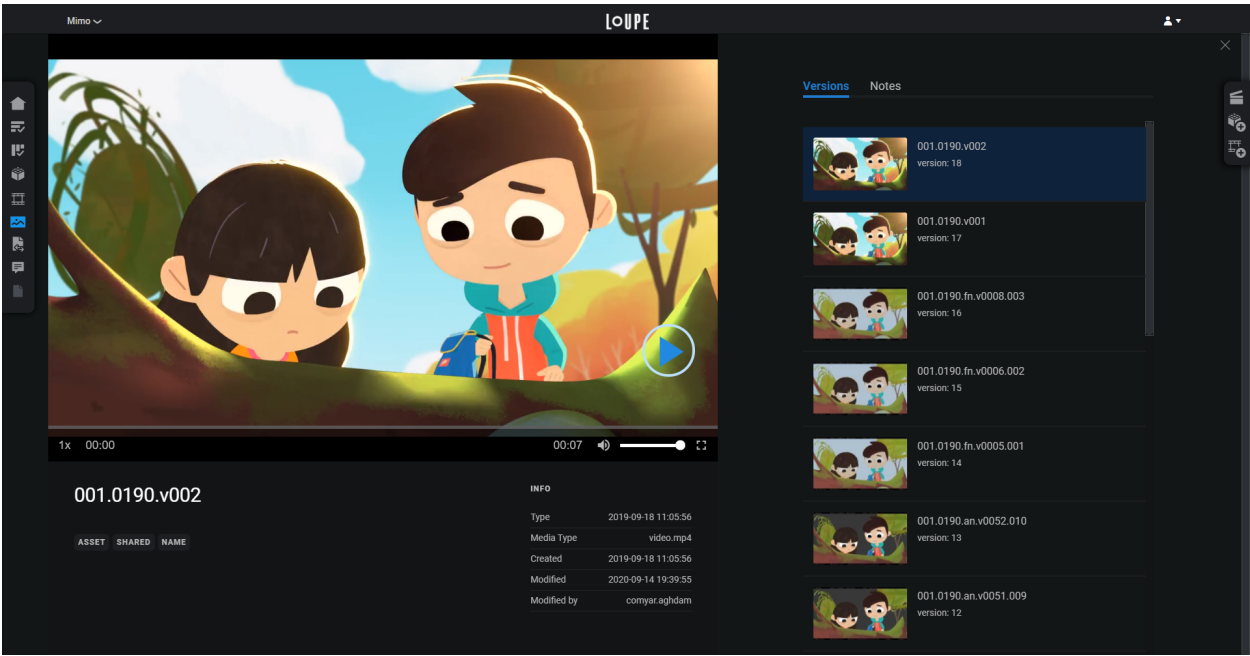 Mimo
LOUPE
1x 00:00
00:07
001.0190.v002
ASSET SHARED NAME
INFO
Type 2019-09-18 11:05:56
Media Type video.mp4
Created 2019-09-18 11:05:56
Modified 2020-09-14 19:39:55
Modified by comyar.aghdam
Versions Notes
001.0190.v002
version: 18
001.0190.v001
version: 17
001.0190.fn.v0008.003
version: 16
001.0190.fn.v0006.002
version: 15
001.0190.fn.v0005.001
version: 14
001.0190.an.v0052.010
version: 13
001.0190.an.v0051.009
version: 12